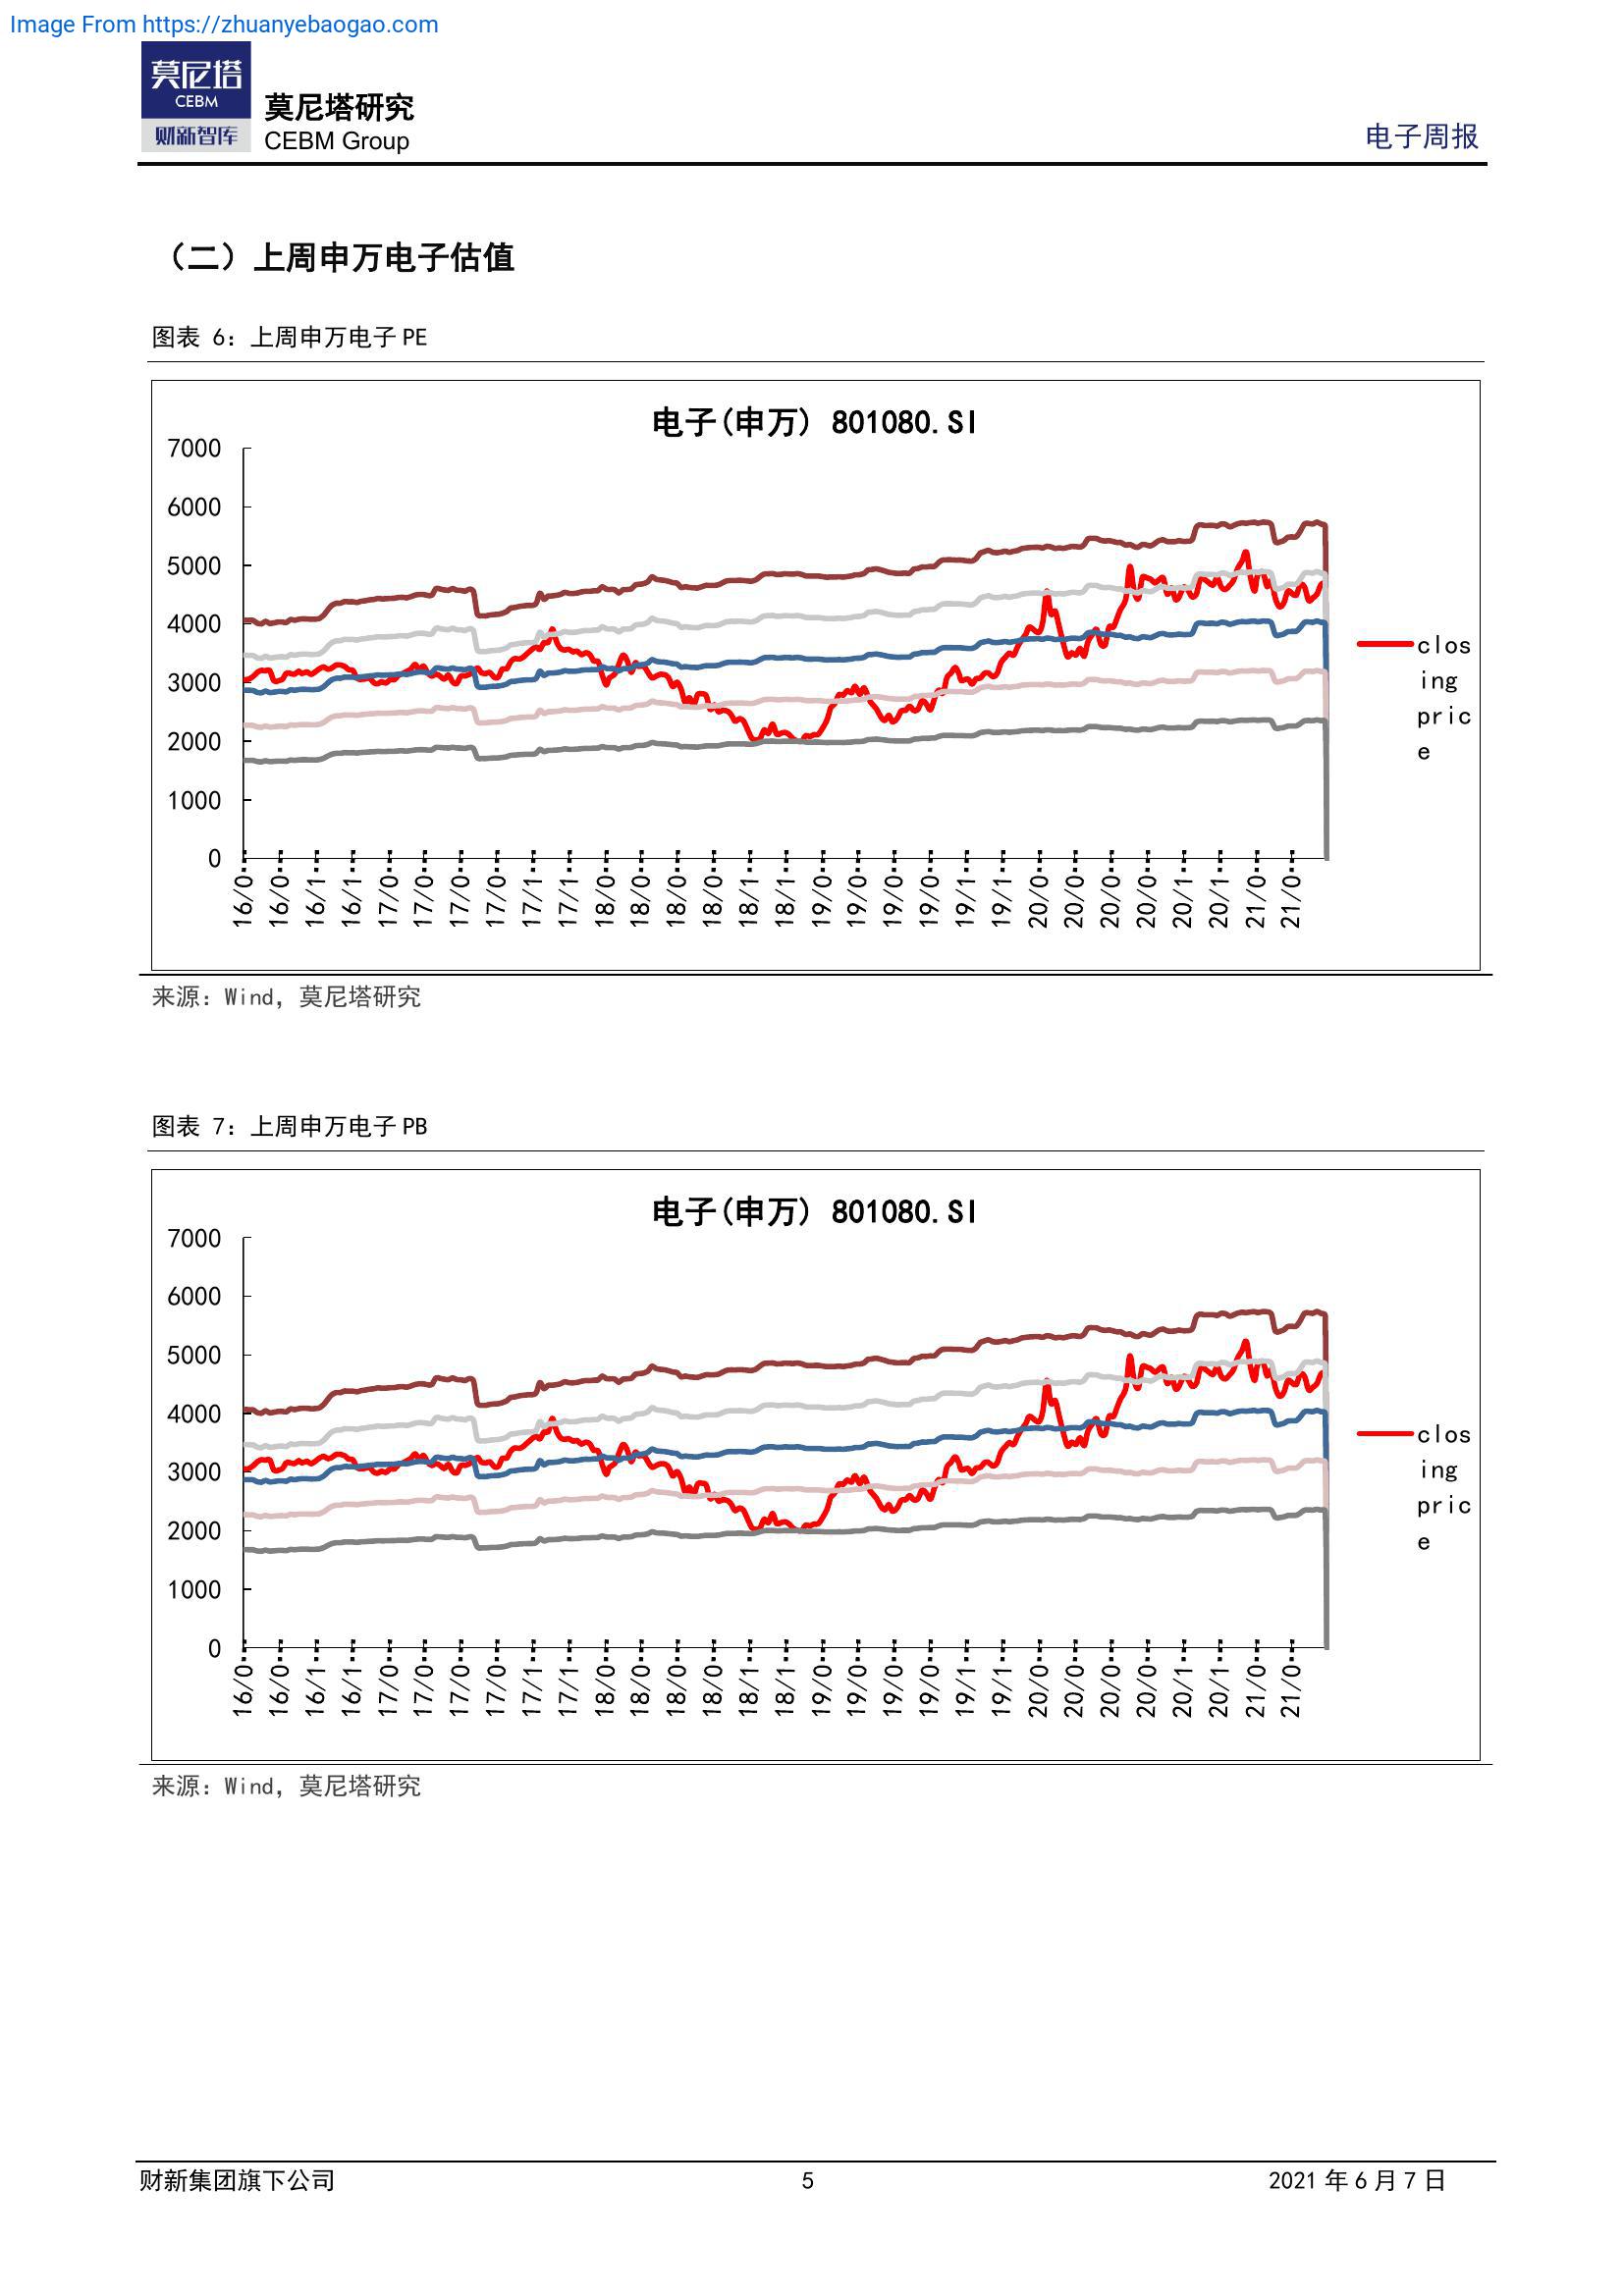 Image From https://zhuanyebaogao.com
莫尼塔
CEBM
财新智库
莫尼塔研究
CEBM Group
电子周报
（二）上周申万电子估值
图表 6：上周申万电子 PE
电子(申万) 801080.SI
7000
6000
5000
4000
3000
2000
1000
0
16/0 16/0 16/1 16/1 17/0 17/0 17/0 17/0 17/1 17/1 18/0 18/0 18/0 18/0 18/1 18/1 19/0 19/0 19/0 19/0 19/1 19/1 20/0 20/0 20/0 20/0 20/1 20/1 21/0 21/0
clos
ing
pric
e
来源：Wind，莫尼塔研究
图表 7：上周申万电子 PB
电子(申万) 801080.SI
7000
6000
5000
4000
3000
2000
1000
0
16/0 16/0 16/1 16/1 17/0 17/0 17/0 17/0 17/1 17/1 18/0 18/0 18/0 18/0 18/1 18/1 19/0 19/0 19/0 19/0 19/1 19/1 20/0 20/0 20/0 20/0 20/1 20/1 21/0 21/0
clos
ing
pric
e
来源：Wind，莫尼塔研究
财新集团旗下公司
5
2021 年 6 月 7 日